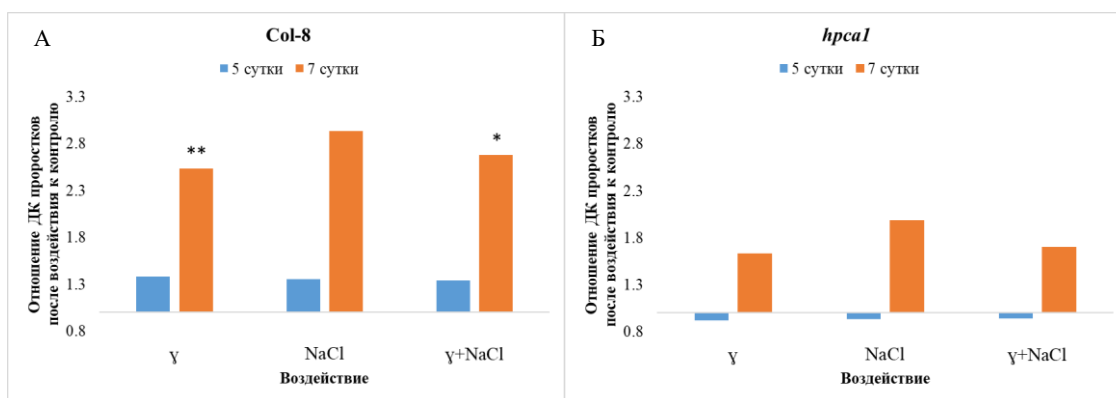 А
Col-8
5 сутки 7 сутки
Отношение ДК проростков
после воздействия к контролю
3.3
2.8
2.3
1.8
1.3
0.8
**
*
ɣ
NaCl
ɣ+NaCl
Воздействие
Б
hpca1
5 сутки 7 сутки
Отношение ДК проростков
после воздействия к контролю
3.3
2.8
2.3
1.8
1.3
0.8
ɣ
NaCl
ɣ+NaCl
Воздействие